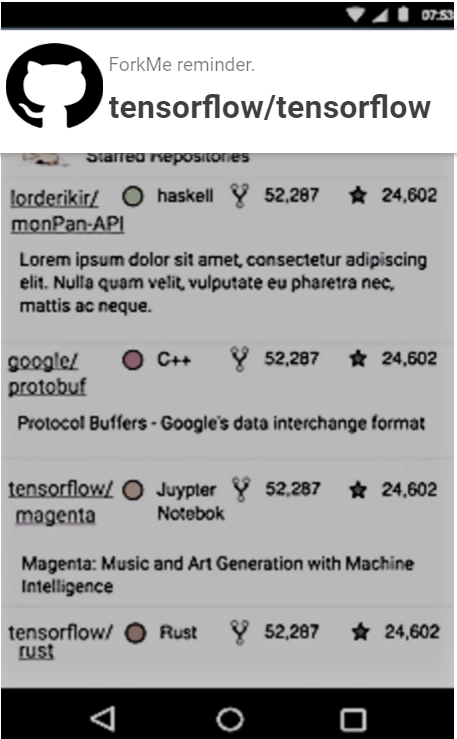 07:53
ForkMe reminder.
tensorflow/tensorflow
Starred Repositories
lorderikir/ haskell 52,287 24,602
monPan-API
Lorem ipsum dolor sit amet, consectetur adipiscing
elit. Nulla quam velit, vulputate eu pharetra nec,
mattis ac neque.
google/ C++ 52,287 24,602
protobuf
Protocol Buffers - Google's data interchange format
tensorflow/ Juypter 52,287 24,602
magenta Notebok
Magenta: Music and Art Generation with Machine
Intelligence
tensorflow/ Rust 52,287 24,602
rust